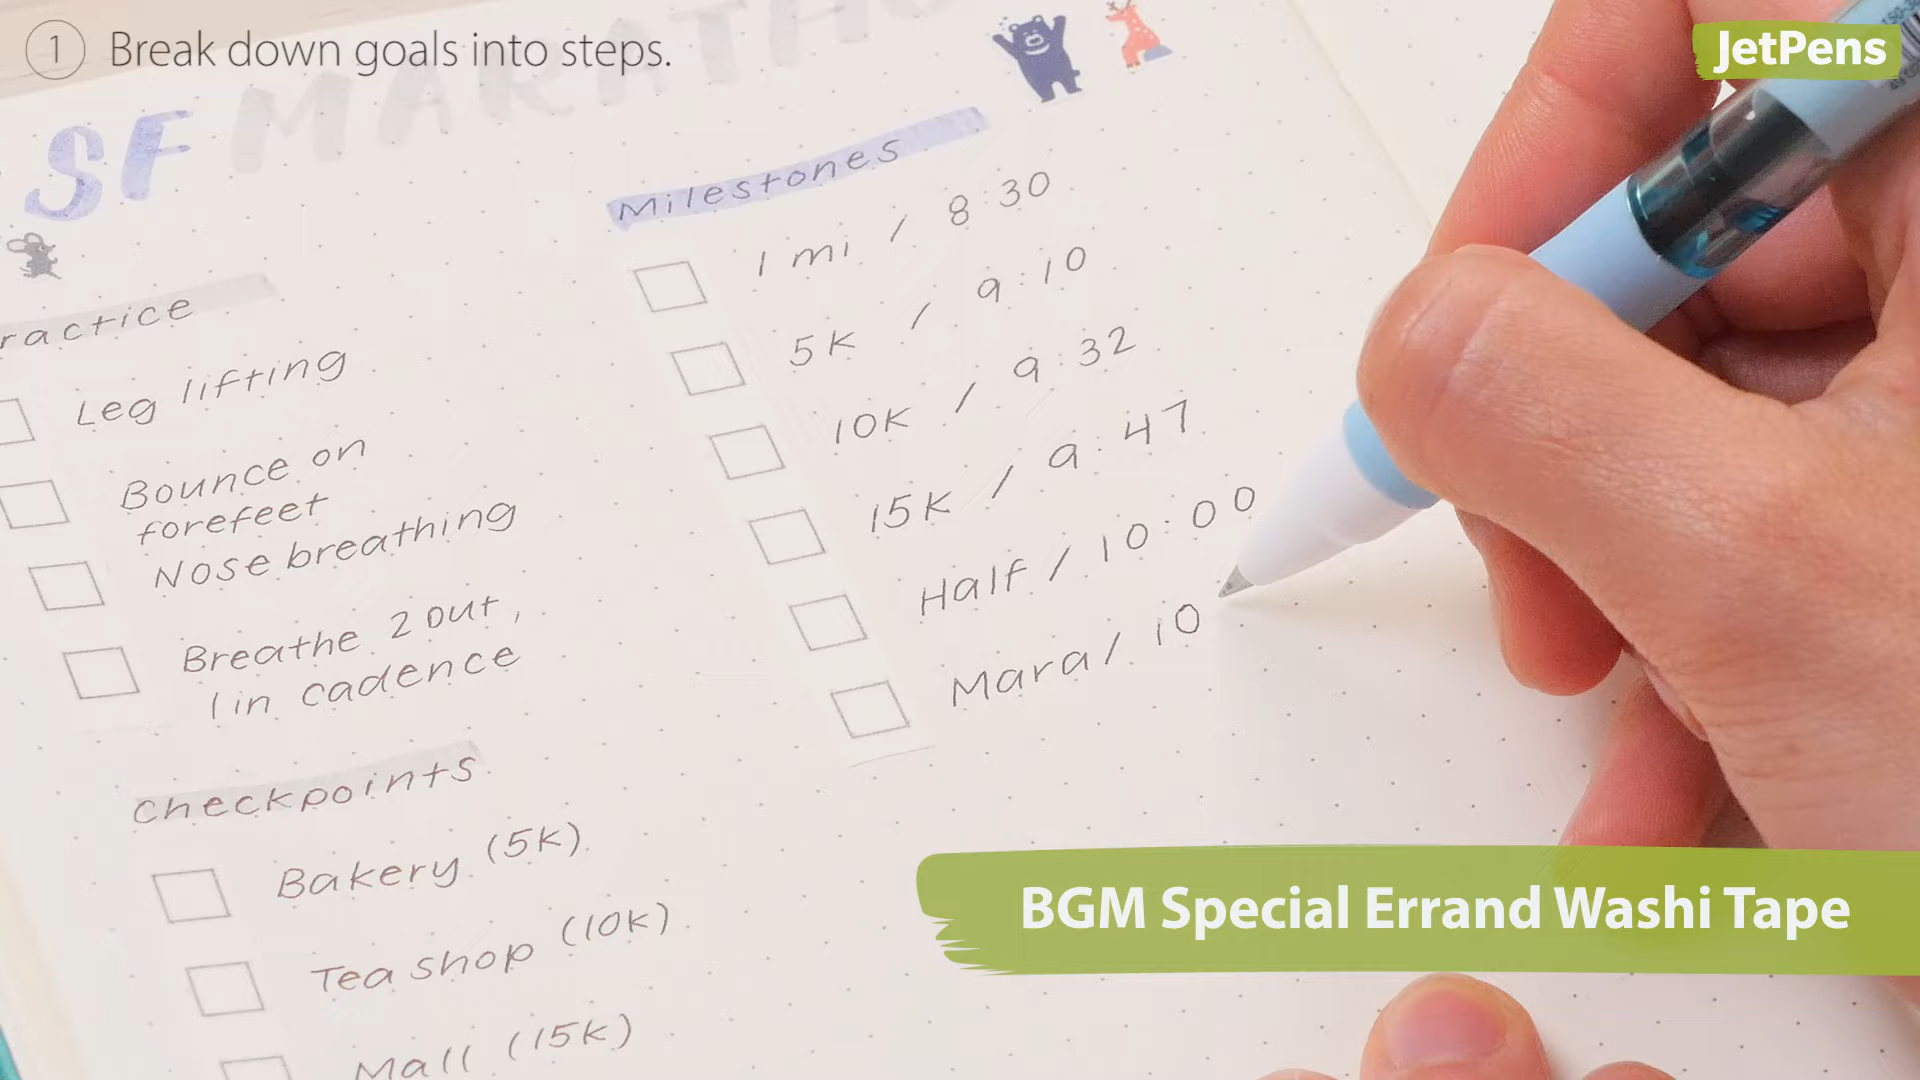 1 Break down goals into steps.
JetPens
SF MARATH
ractice
Leg lifting
Bounce on
forefeet
Nose breathing
Breathe 2 out,
1 in cadence
Checkpoints
Bakery (5K)
Tea shop (10K)
Mall (15K)
Milestones
1 mi / 8:30
5K / 9:10
10K / 9:32
15K / 9:47
Half / 10:00
Mara / 10
BGM Special Errand Washi Tape